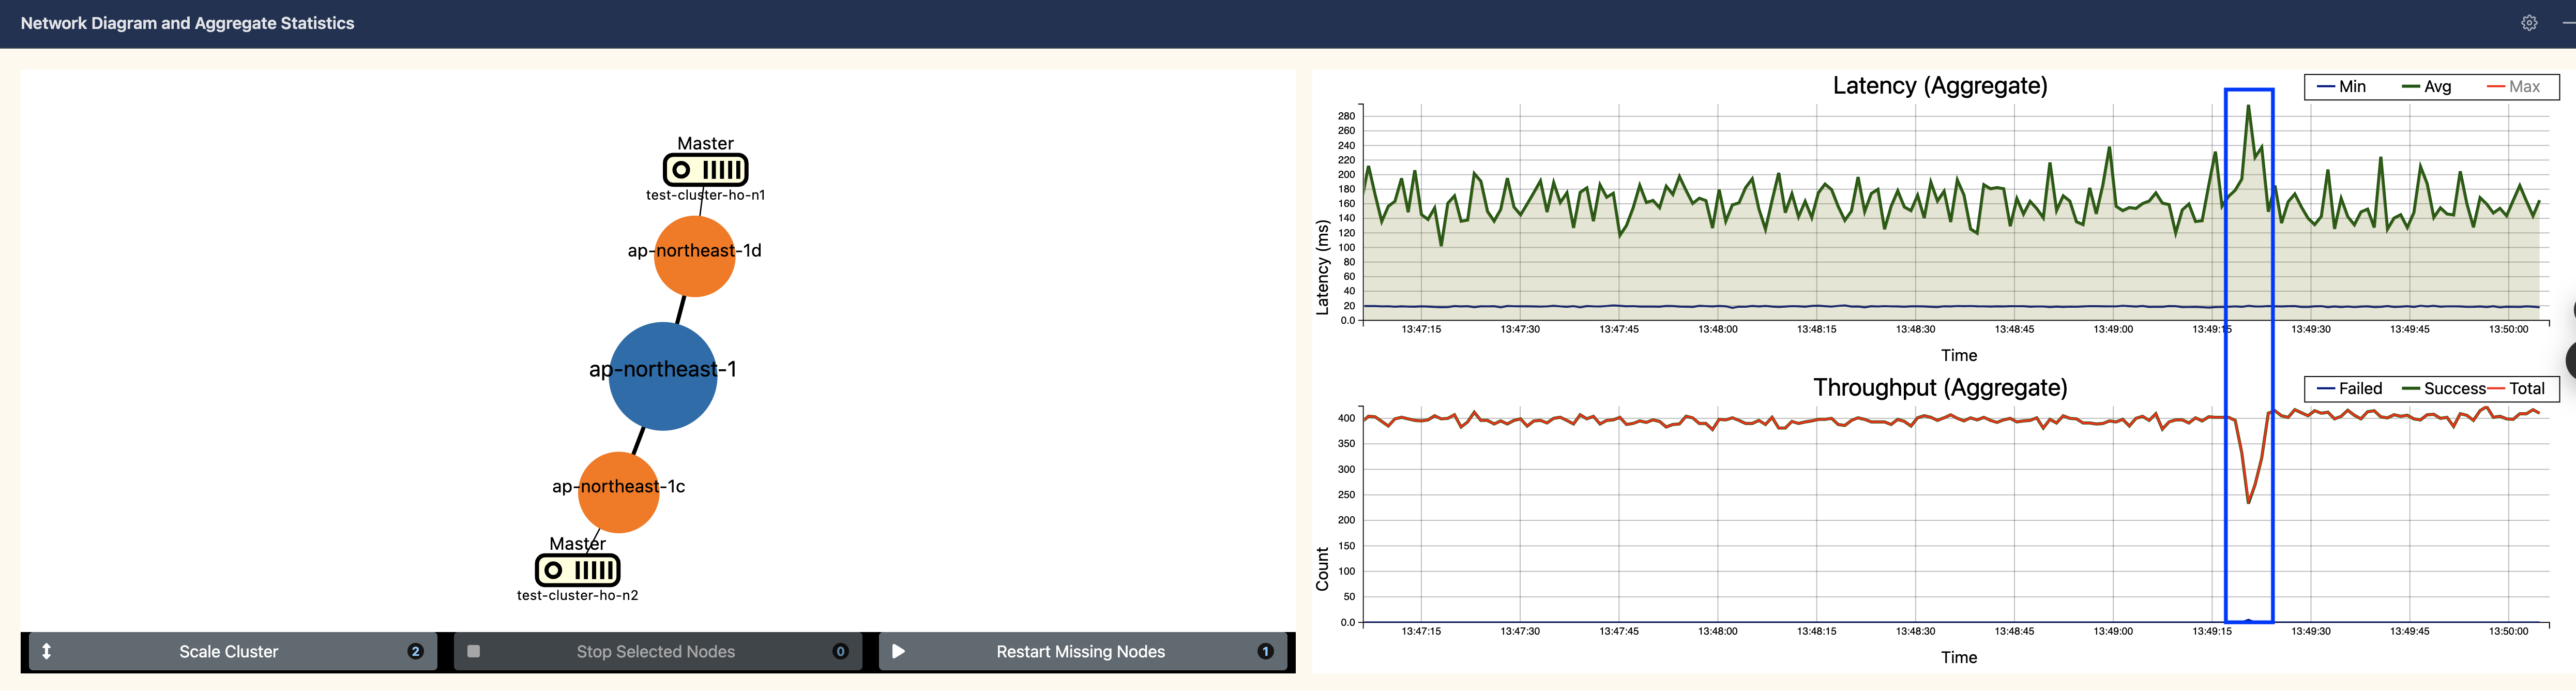 Network Diagram and Aggregate Statistics
Master
test-cluster-ho-n1
ap-northeast-1d
ap-northeast-1
ap-northeast-1c
Master
test-cluster-ho-n2
Scale Cluster 2
Stop Selected Nodes 0
Restart Missing Nodes 1
Latency (Aggregate)
Min Avg Max
Latency (ms)
280
260
240
220
200
180
160
140
120
100
80
60
40
20
0.0
13:47:15 13:47:30 13:47:45 13:48:00 13:48:15 13:48:30 13:48:45 13:49:00 13:49:15 13:49:30 13:49:45 13:50:00
Time
Throughput (Aggregate)
Failed Success Total
Count
400
350
300
250
200
150
100
50
0.0
13:47:15 13:47:30 13:47:45 13:48:00 13:48:15 13:48:30 13:48:45 13:49:00 13:49:15 13:49:30 13:49:45 13:50:00
Time